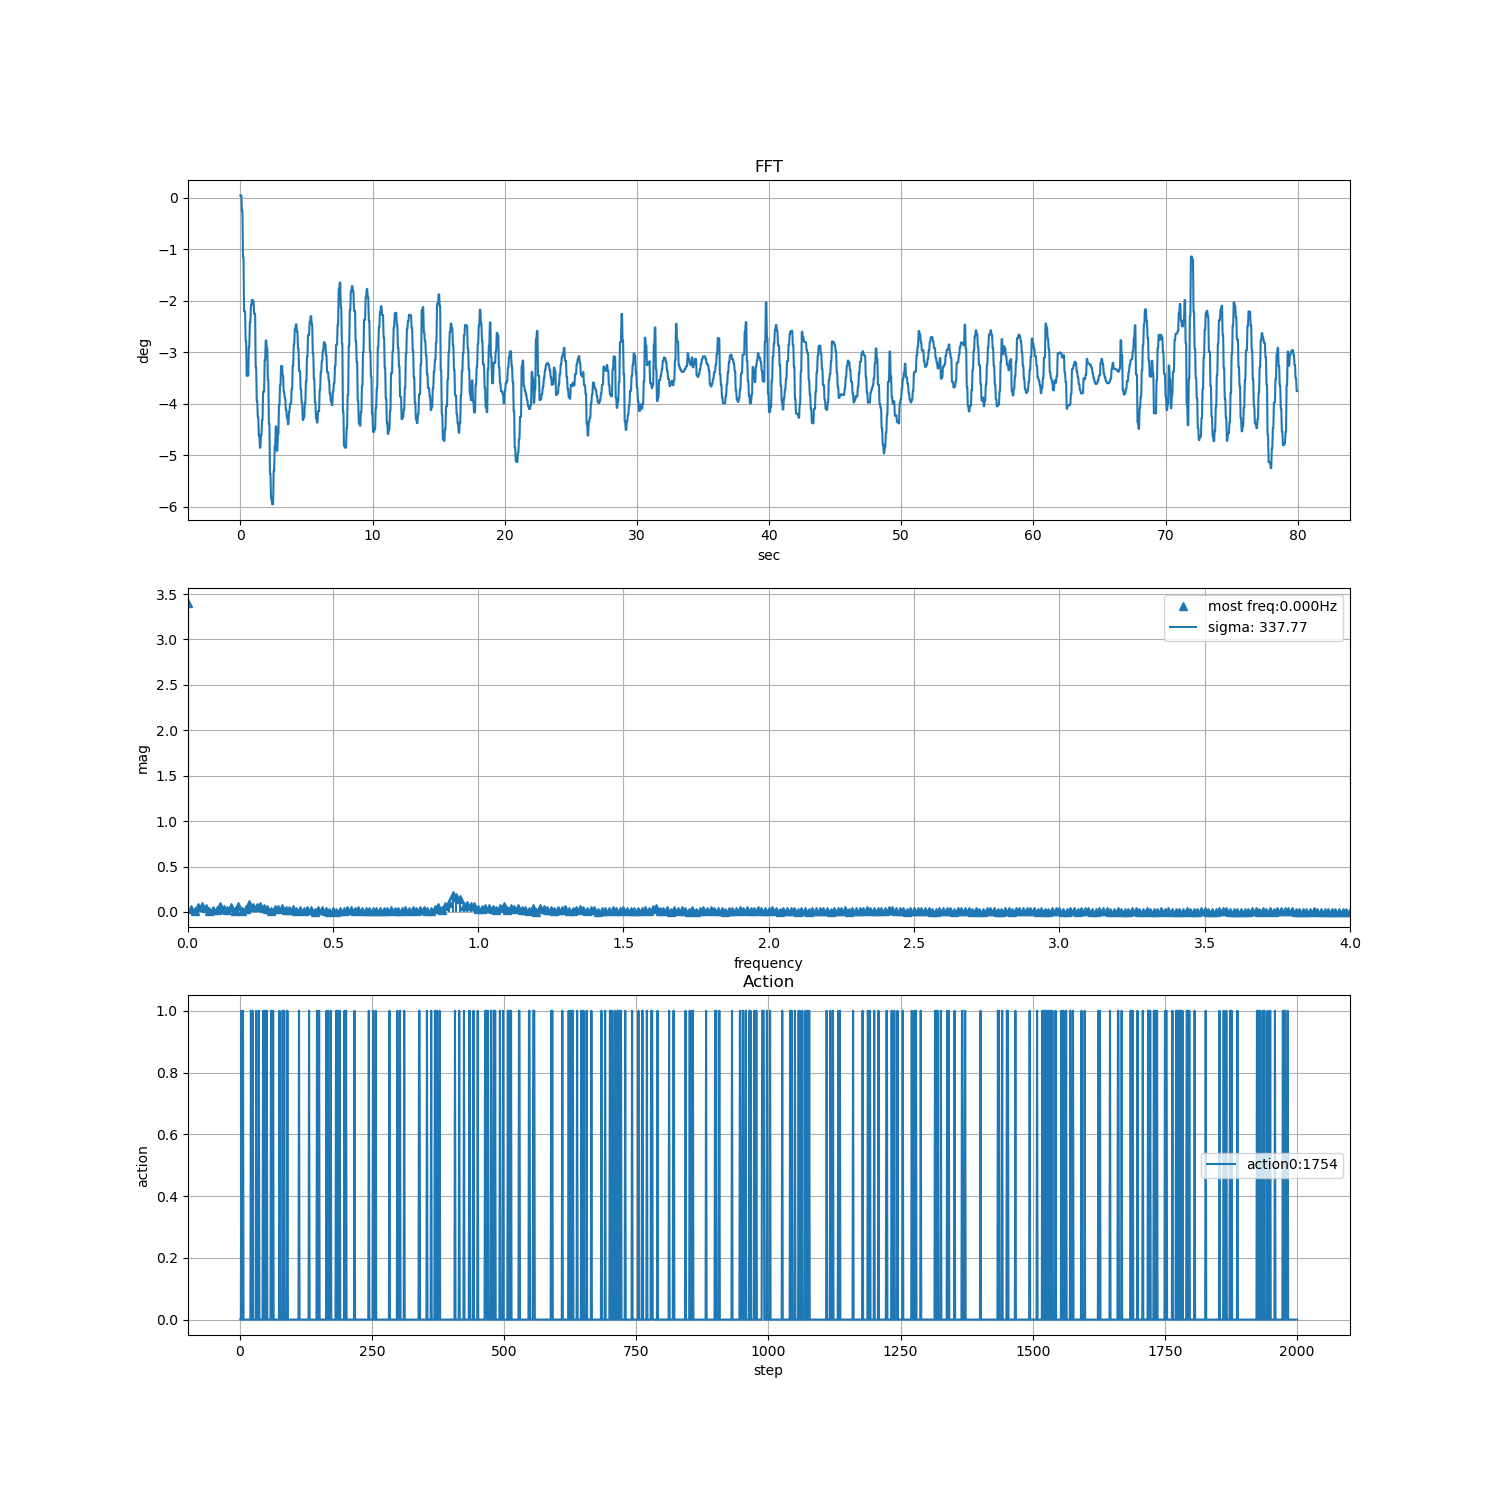 FFT
0
−1
−2
−3
−4
−5
−6
deg
0 10 20 30 40 50 60 70 80
sec
3.5
3.0
2.5
2.0
1.5
1.0
0.5
0.0
mag
most freq:0.000Hz
sigma: 337.77
0.0 0.5 1.0 1.5 2.0 2.5 3.0 3.5 4.0
frequency
Action
1.0
0.8
0.6
0.4
0.2
0.0
action
action0:1754
0 250 500 750 1000 1250 1500 1750 2000
step